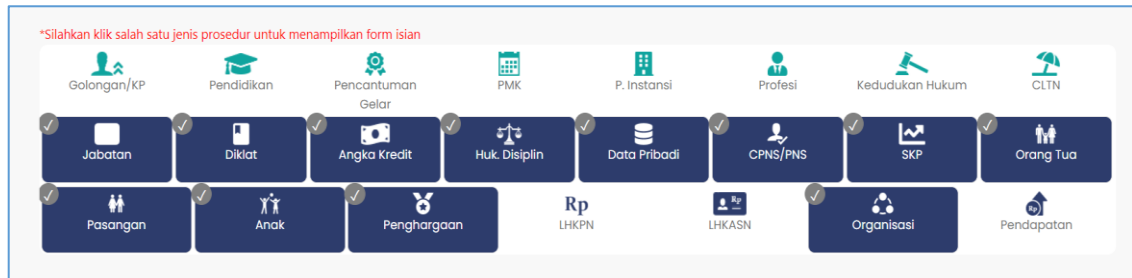 *Silahkan klik salah satu jenis prosedur untuk menampilkan form isian
Golongan/KP Pendidikan Pencantuman Gelar PMK P. Instansi Profesi Kedudukan Hukum CLTN
Jabatan Diklat Angka Kredit Huk. Disiplin Data Pribadi CPNS/PNS SKP Orang Tua
Rp Rp Rp
Pasangan Anak Penghargaan LHKPN LHKASN Organisasi Pendapatan